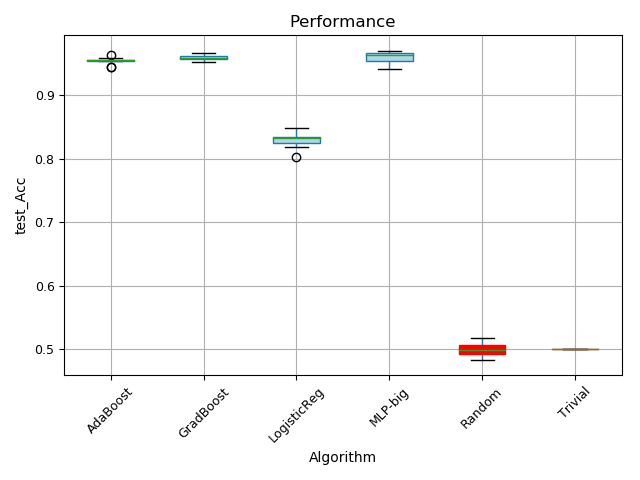 Performance
test_Acc
0.9
0.8
0.7
0.6
0.5
AdaBoost
GradBoost
LogisticReg
MLP-big
Random
Trivial
Algorithm